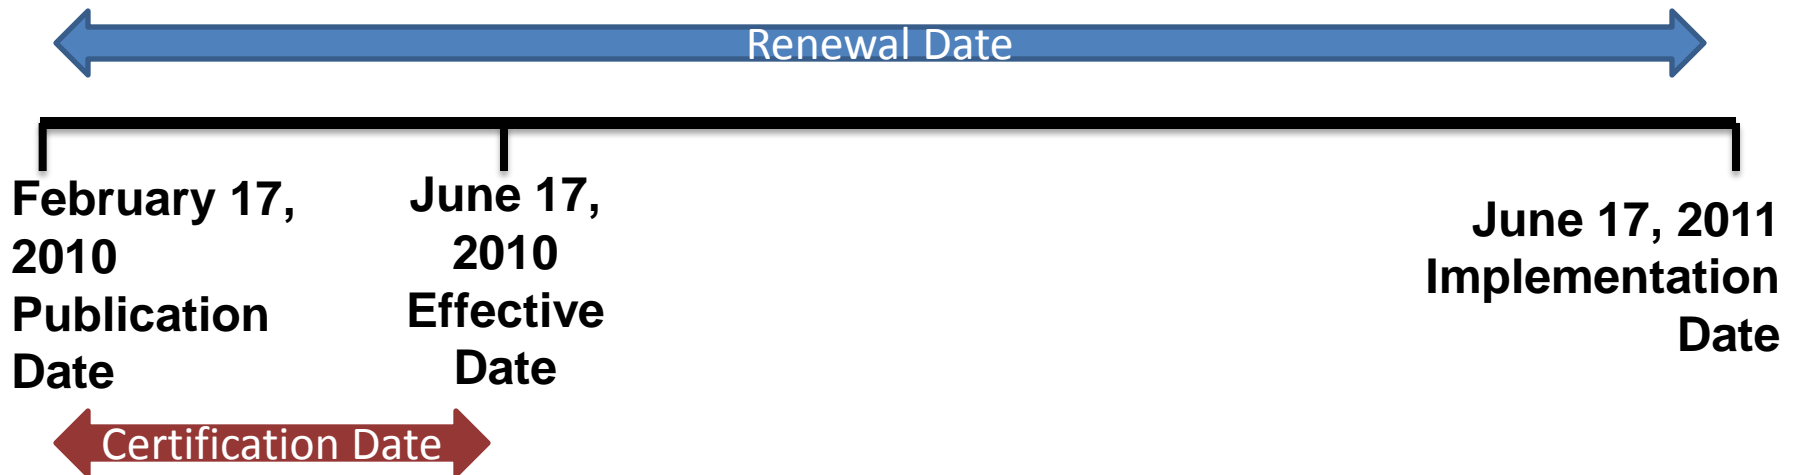 Renewal Date
February 17,
2010
Publication
Date
June 17,
2010
Effective
Date
June 17, 2011
Implementation
Date
Certification Date